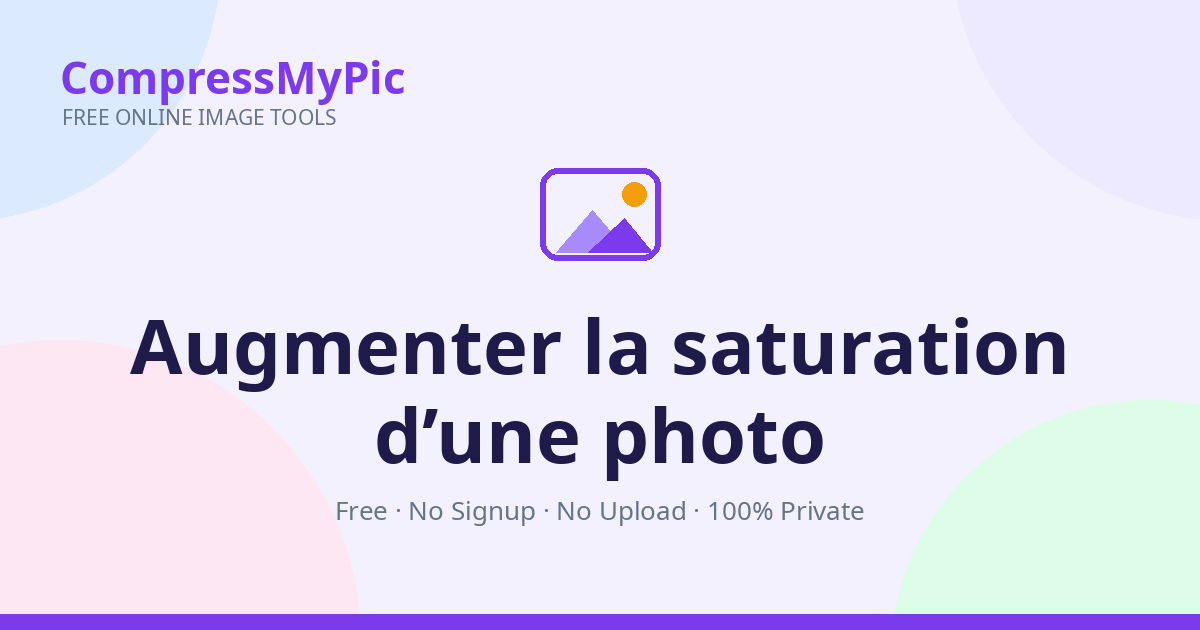 CompressMyPic
FREE ONLINE IMAGE TOOLS
Augmenter la saturation
d’une photo
Free · No Signup · No Upload · 100% Private